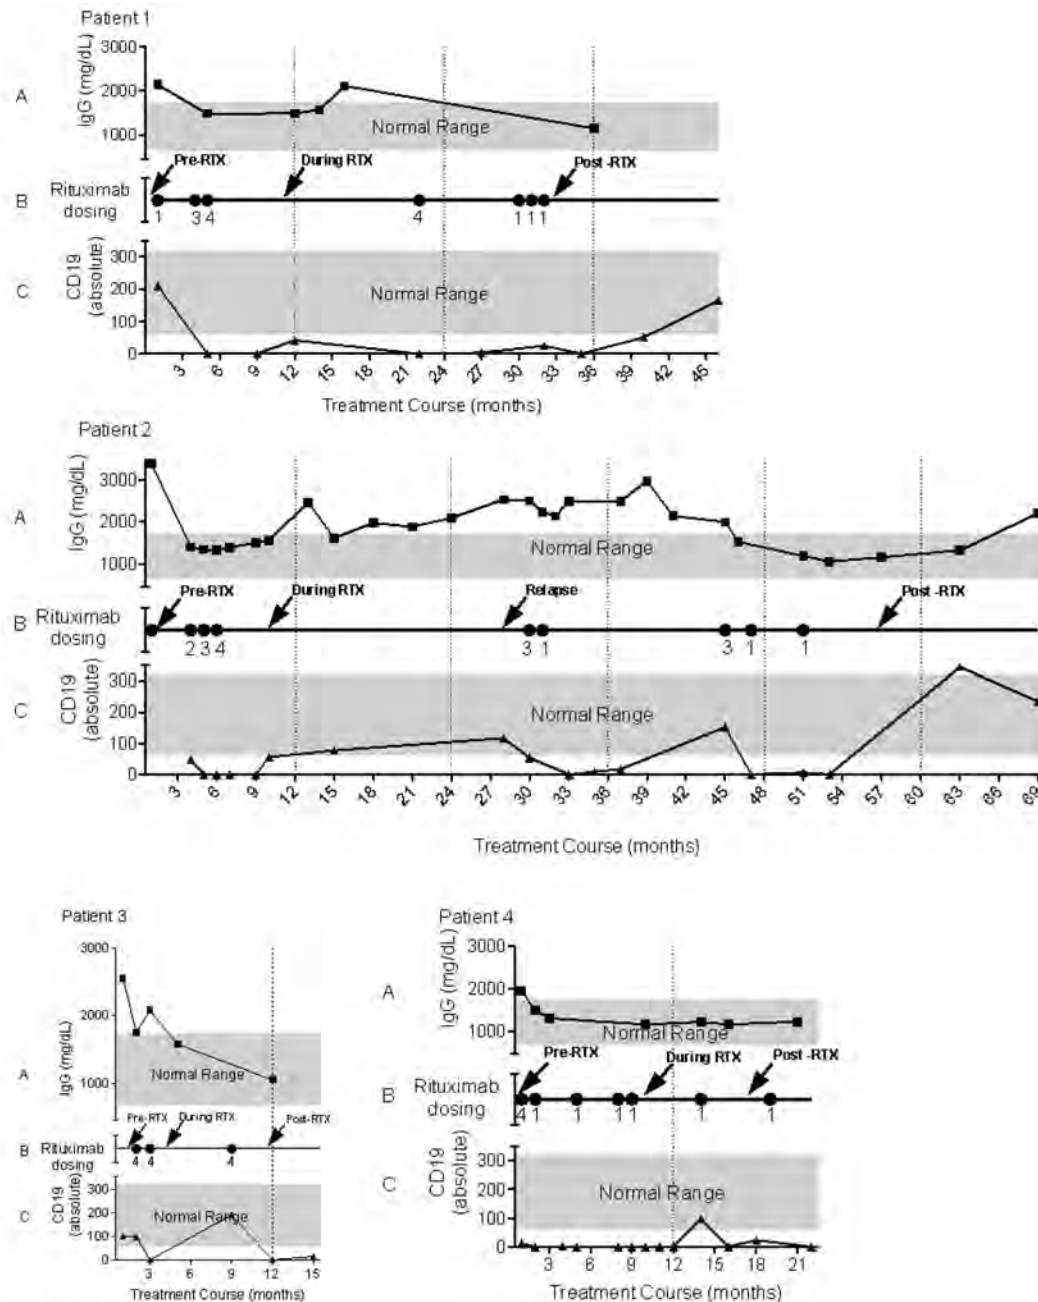 Patient 1
3000
2000
1000
IgG (mg/dL)
A
Normal Range
Pre-RTX
During RTX
Post -RTX
B
Rituximab
dosing
1 3 4 4 1 1 1
300
200
100
0
CD19
(absolute)
C
Normal Range
3 6 9 12 15 18 21 24 27 30 33 36 39 42 45
Treatment Course (months)
Patient 2
3000
2000
1000
IgG (mg/dL)
A
Normal Range
Pre-RTX
During RTX
Relapse
Post -RTX
B
Rituximab
dosing
2 3 4 3 1 3 1 1
300
200
100
0
CD19
(absolute)
C
Normal Range
3 6 9 12 15 18 21 24 27 30 33 36 39 42 45 48 51 54 57 60 63 66 69
Treatment Course (months)
Patient 3
3000
2000
1000
IgG (mg/dL)
A
Normal Range
Pre-RTX
During RTX
Post-RTX
B
Rituximab
dosing
4 4 4
300
200
100
0
CD19
(absolute)
C
Normal Range
3 6 9 12 15
Treatment Course (months)
Patient 4
3000
2000
1000
IgG (mg/dL)
A
Normal Range
Pre-RTX
During RTX
Post -RTX
B
Rituximab
dosing
4 1 1 1 1 1 1
300
200
100
0
CD19
(absolute)
C
Normal Range
3 6 9 12 15 18 21
Treatment Course (months)